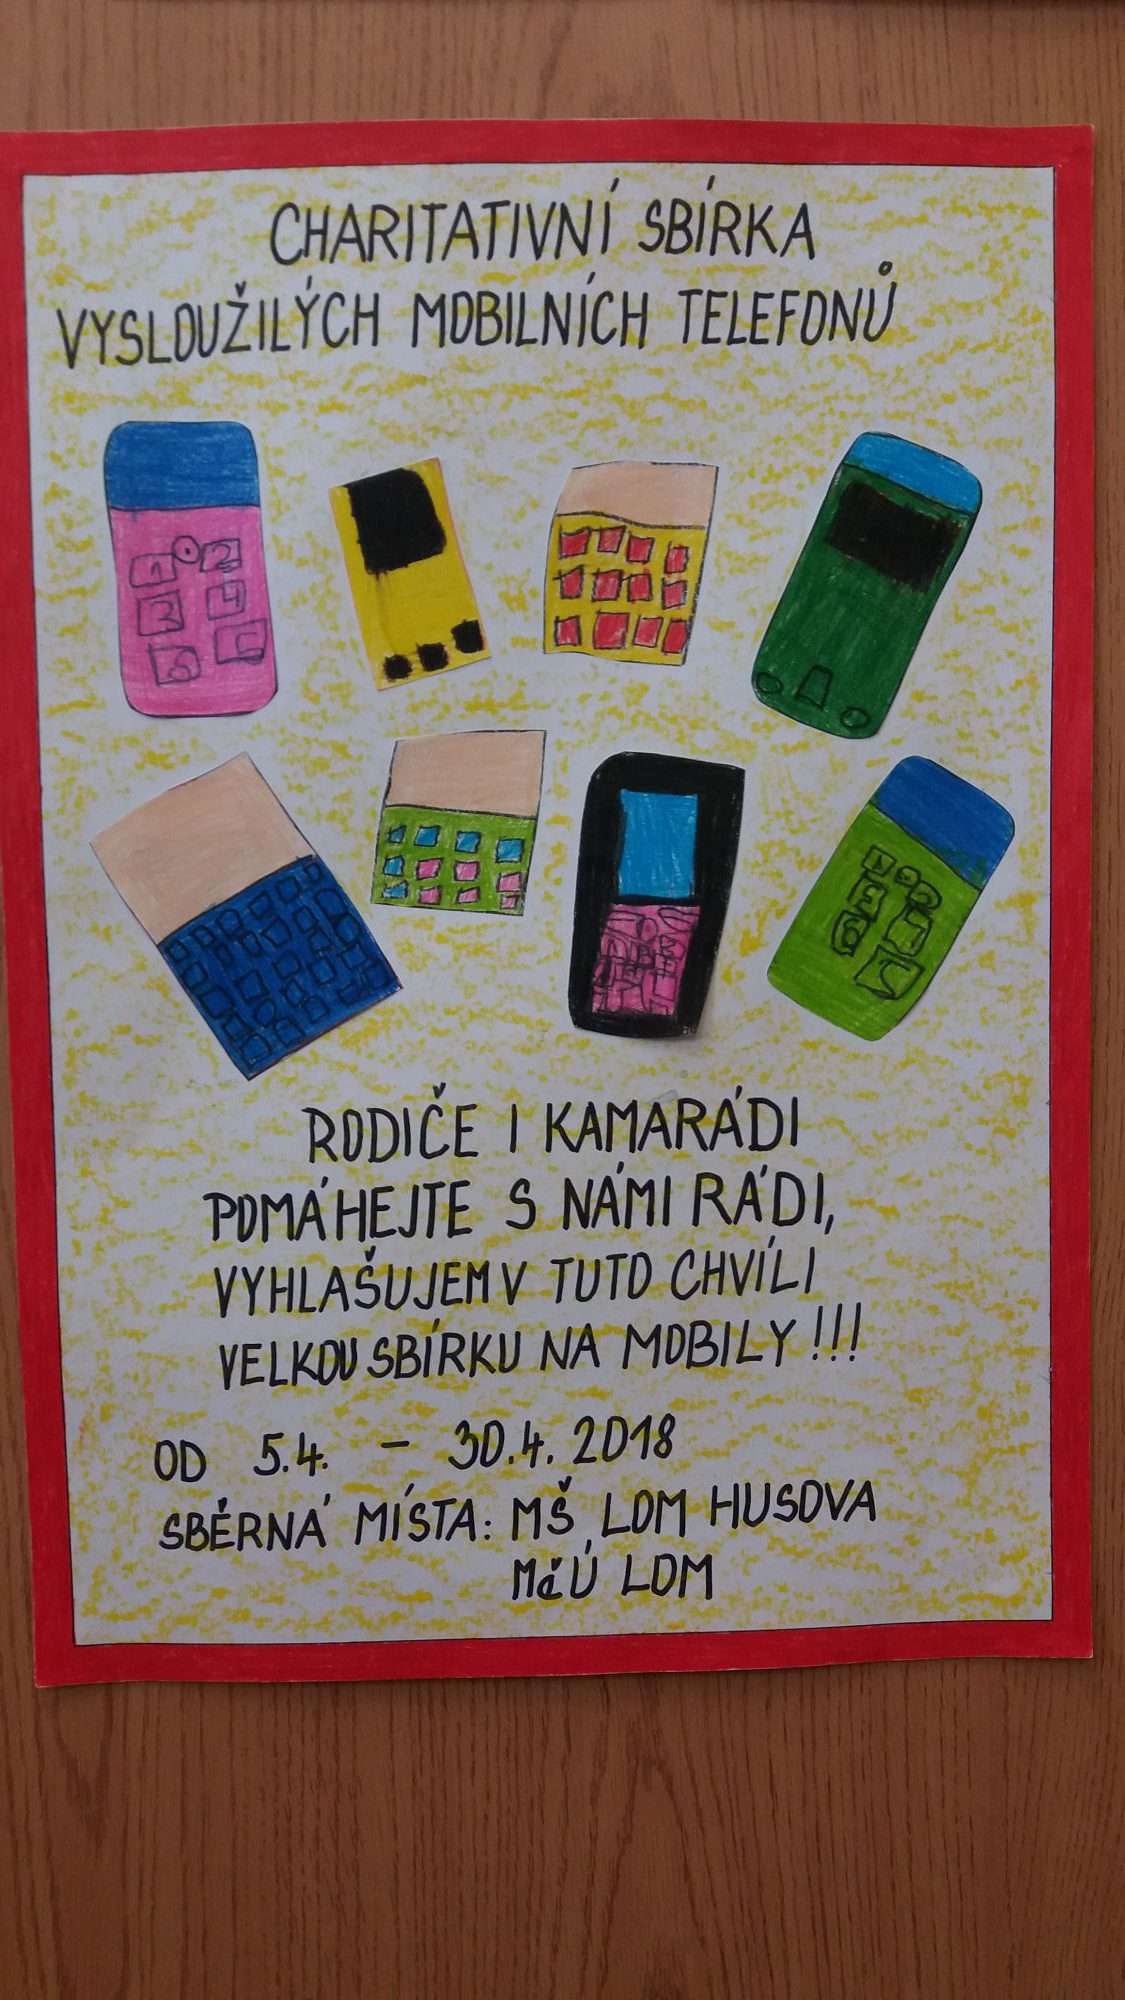 CHARITATIVNÍ SBÍRKA
VYSLOUŽILÝCH MOBILNÍCH TELEFONŮ
RODIČE I KAMARÁDI
POMÁHEJTE S NÁMI RÁDI,
VYHLAŠUJEM V TUTO CHVÍLI
VELKOU SBÍRKU NA MOBILY!!!
OD 5.4. - 30.4. 2018
SBĚRNÁ MÍSTA: MŠ LOM HUSOVA
MěÚ LOM